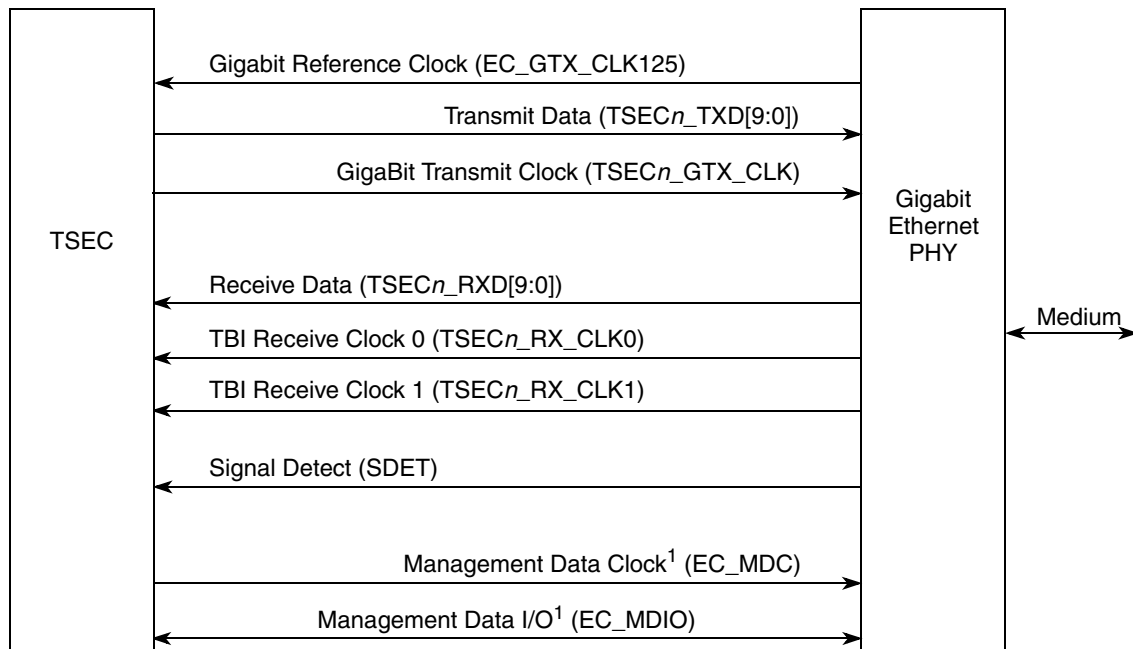 Gigabit Reference Clock (EC_GTX_CLK125)
Transmit Data (TSECn_TXD[9:0])
GigaBit Transmit Clock (TSECn_GTX_CLK)
TSEC
Gigabit
Ethernet
PHY
Receive Data (TSECn_RXD[9:0])
Medium
TBI Receive Clock 0 (TSECn_RX_CLK0)
TBI Receive Clock 1 (TSECn_RX_CLK1)
Signal Detect (SDET)
Management Data Clock¹ (EC_MDC)
Management Data I/O¹ (EC_MDIO)